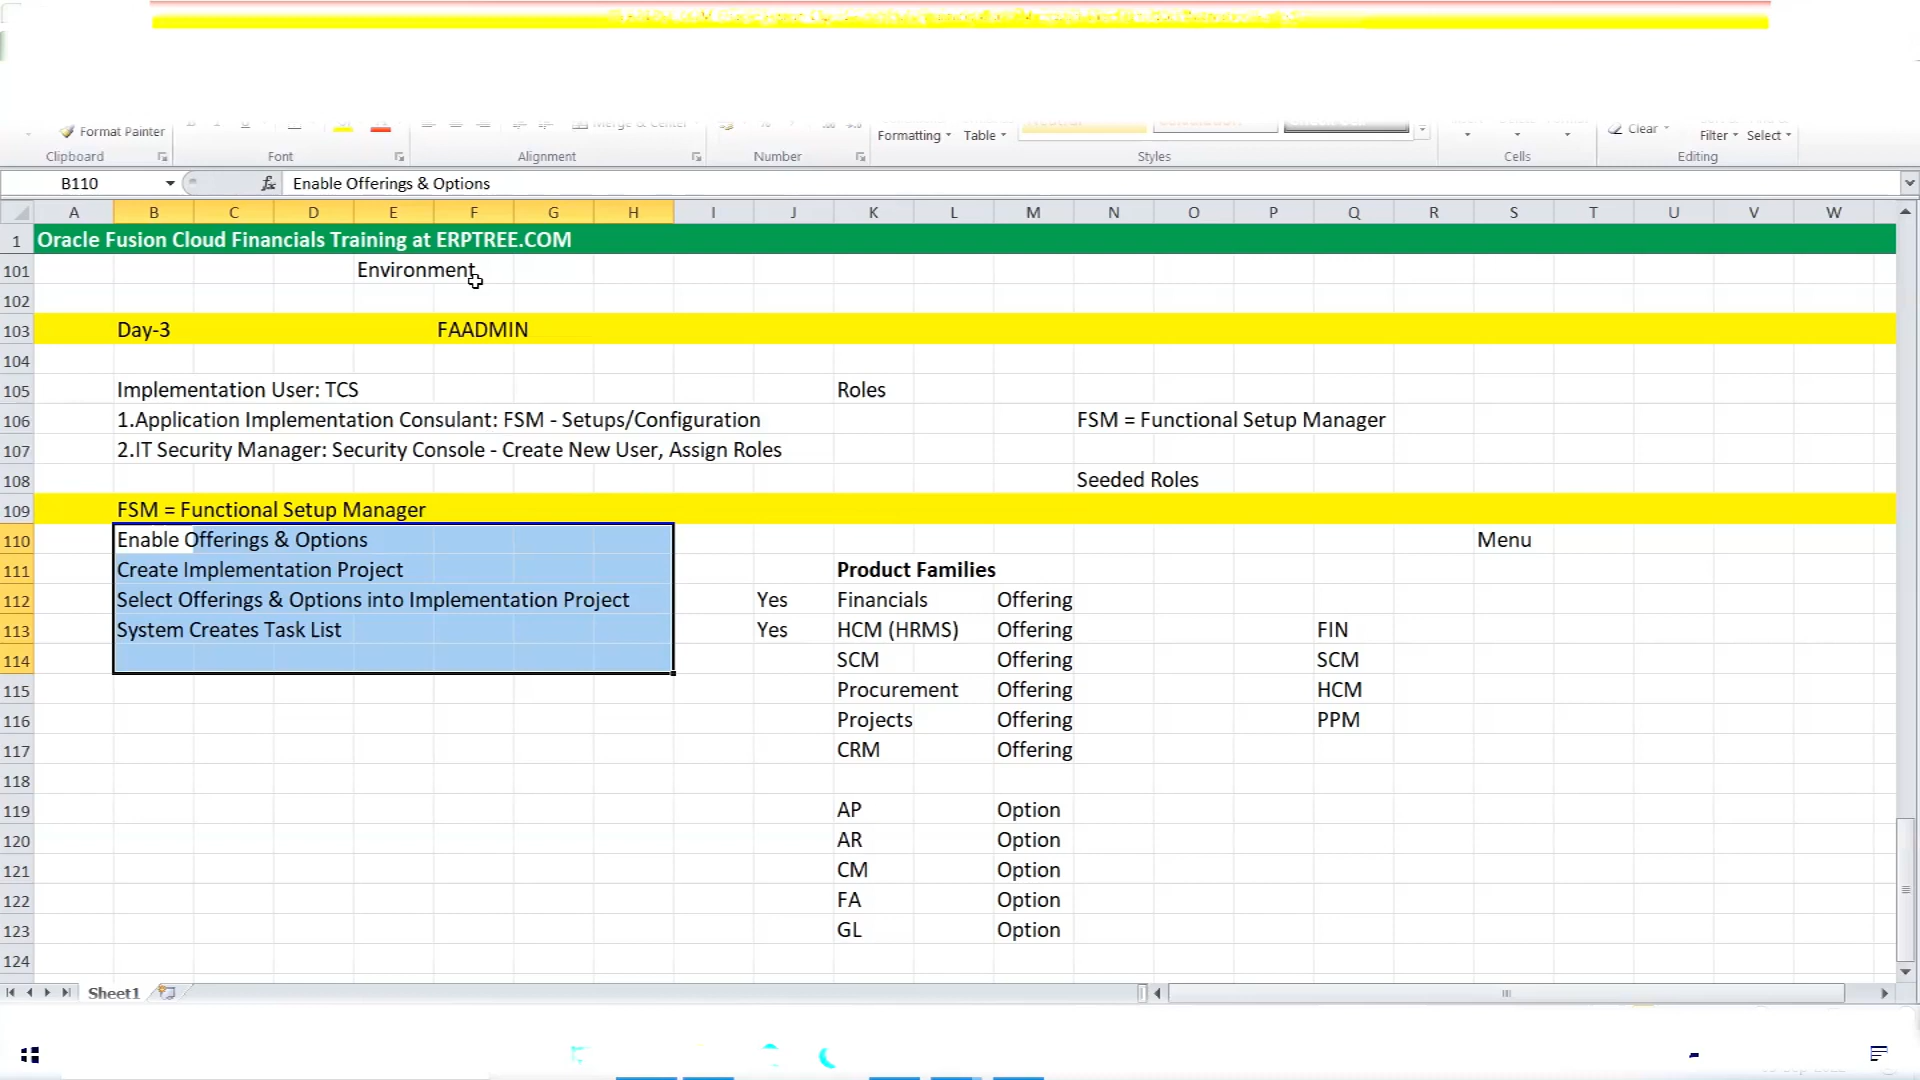 Format Painter
Formatting Table
Clear
Filter Select
Clipboard Font Alignment Number Styles Cells Editing
B110 fx Enable Offerings & Options
A B C D E F G H I J K L M N O P Q R S T U V W
1 Oracle Fusion Cloud Financials Training at ERPTREE.COM
101 Environment
102
103 Day-3 FAADMIN
104
105 Implementation User: TCS Roles
106 1.Application Implementation Consulant: FSM - Setups/Configuration FSM = Functional Setup Manager
107 2.IT Security Manager: Security Console - Create New User, Assign Roles
108 Seeded Roles
109 FSM = Functional Setup Manager
110 Enable Offerings & Options Menu
111 Create Implementation Project Product Families
112 Select Offerings & Options into Implementation Project Yes Financials Offering
113 System Creates Task List Yes HCM (HRMS) Offering FIN
114 SCM Offering SCM
115 Procurement Offering HCM
116 Projects Offering PPM
117 CRM Offering
118
119 AP Option
120 AR Option
121 CM Option
122 FA Option
123 GL Option
124
Sheet1